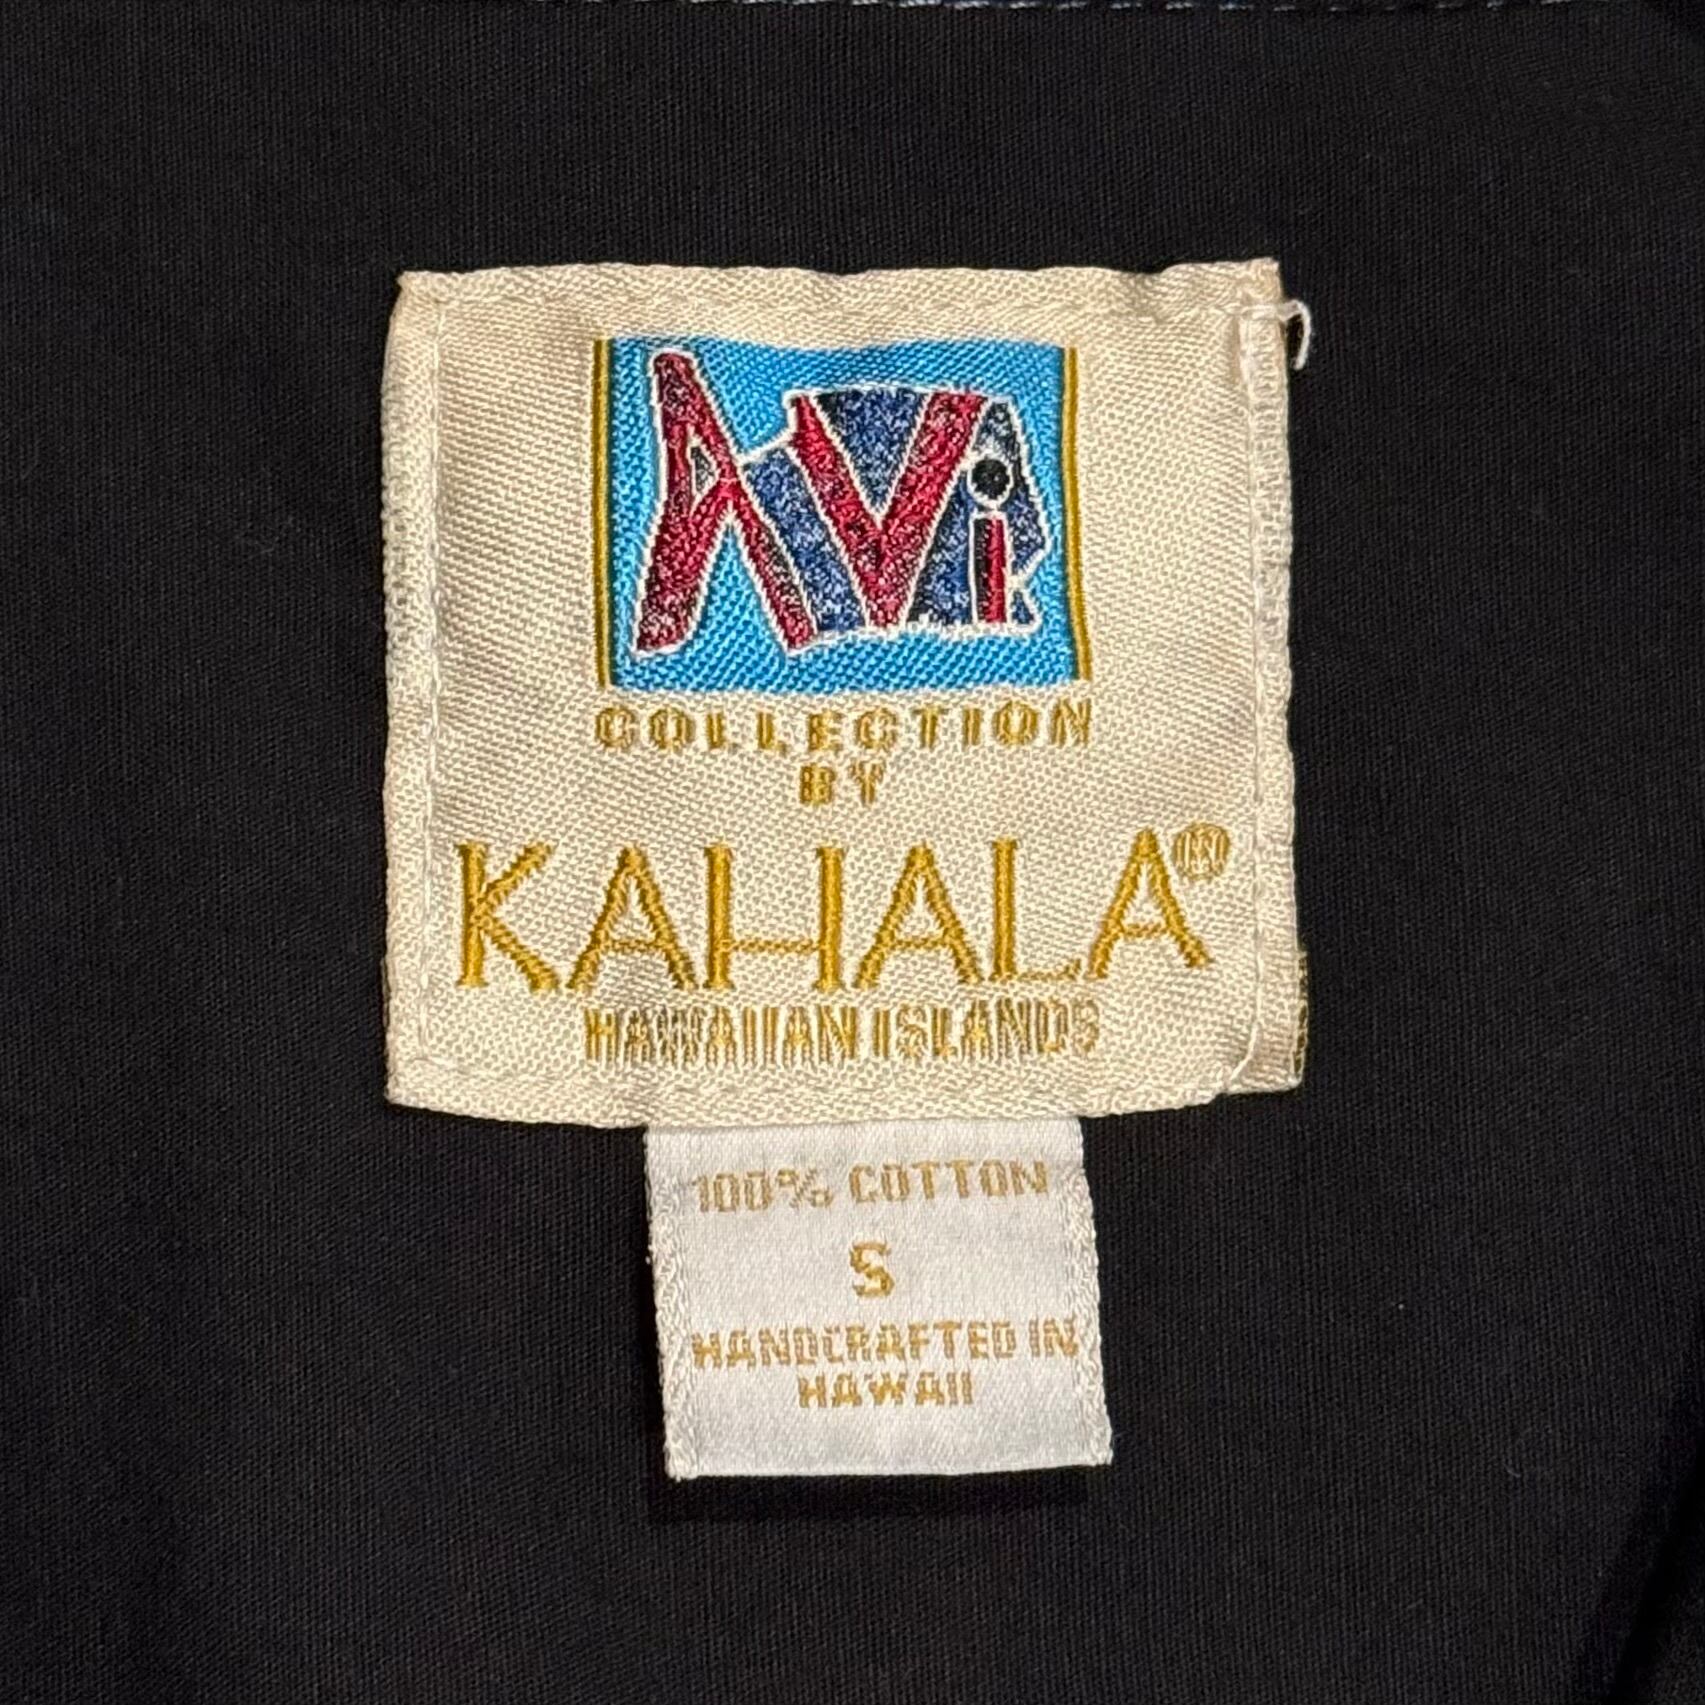 AVi
COLLECTION
BY
KAHALA®
HAWAIIAN ISLANDS
100% COTTON
S
HANDCRAFTED IN
HAWAII